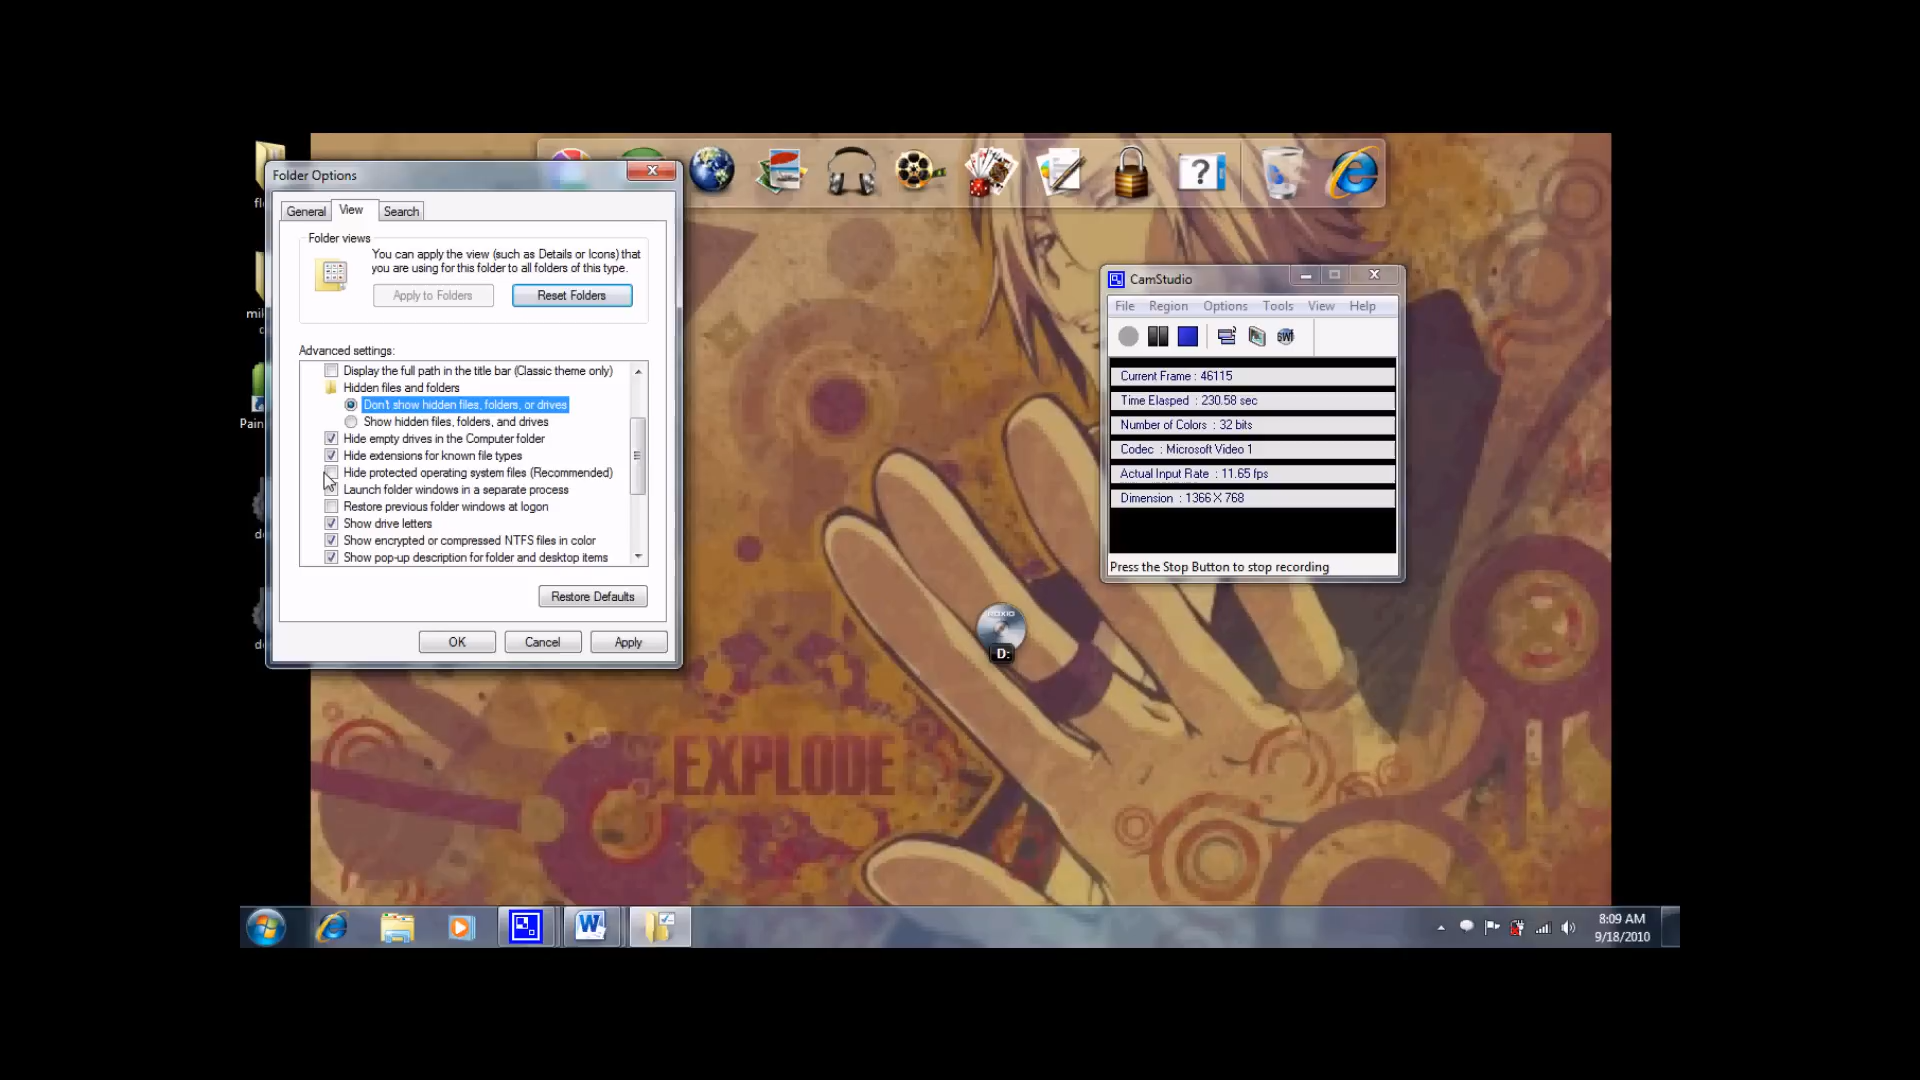 Folder Options
General
View
Search
Folder views
You can apply the view (such as Details or Icons) that
you are using for this folder to all folders of this type.
Apply to Folders
Reset Folders
Advanced settings:
Display the full path in the title bar (Classic theme only)
Hidden files and folders
Don't show hidden files, folders, or drives
Show hidden files, folders, and drives
Hide empty drives in the Computer folder
Hide extensions for known file types
Hide protected operating system files (Recommended)
Launch folder windows in a separate process
Restore previous folder windows at logon
Show drive letters
Show encrypted or compressed NTFS files in color
Show pop-up description for folder and desktop items
Restore Defaults
OK
Cancel
Apply
CamStudio
File Region Options Tools View Help
SWF
Current Frame : 46115
Time Elasped : 230.58 sec
Number of Colors : 32 bits
Codec : Microsoft Video 1
Actual Input Rate : 11.65 fps
Dimension : 1366 X 768
Press the Stop Button to stop recording
ROXIO
D:
EXPLODE
8:09 AM
9/18/2010